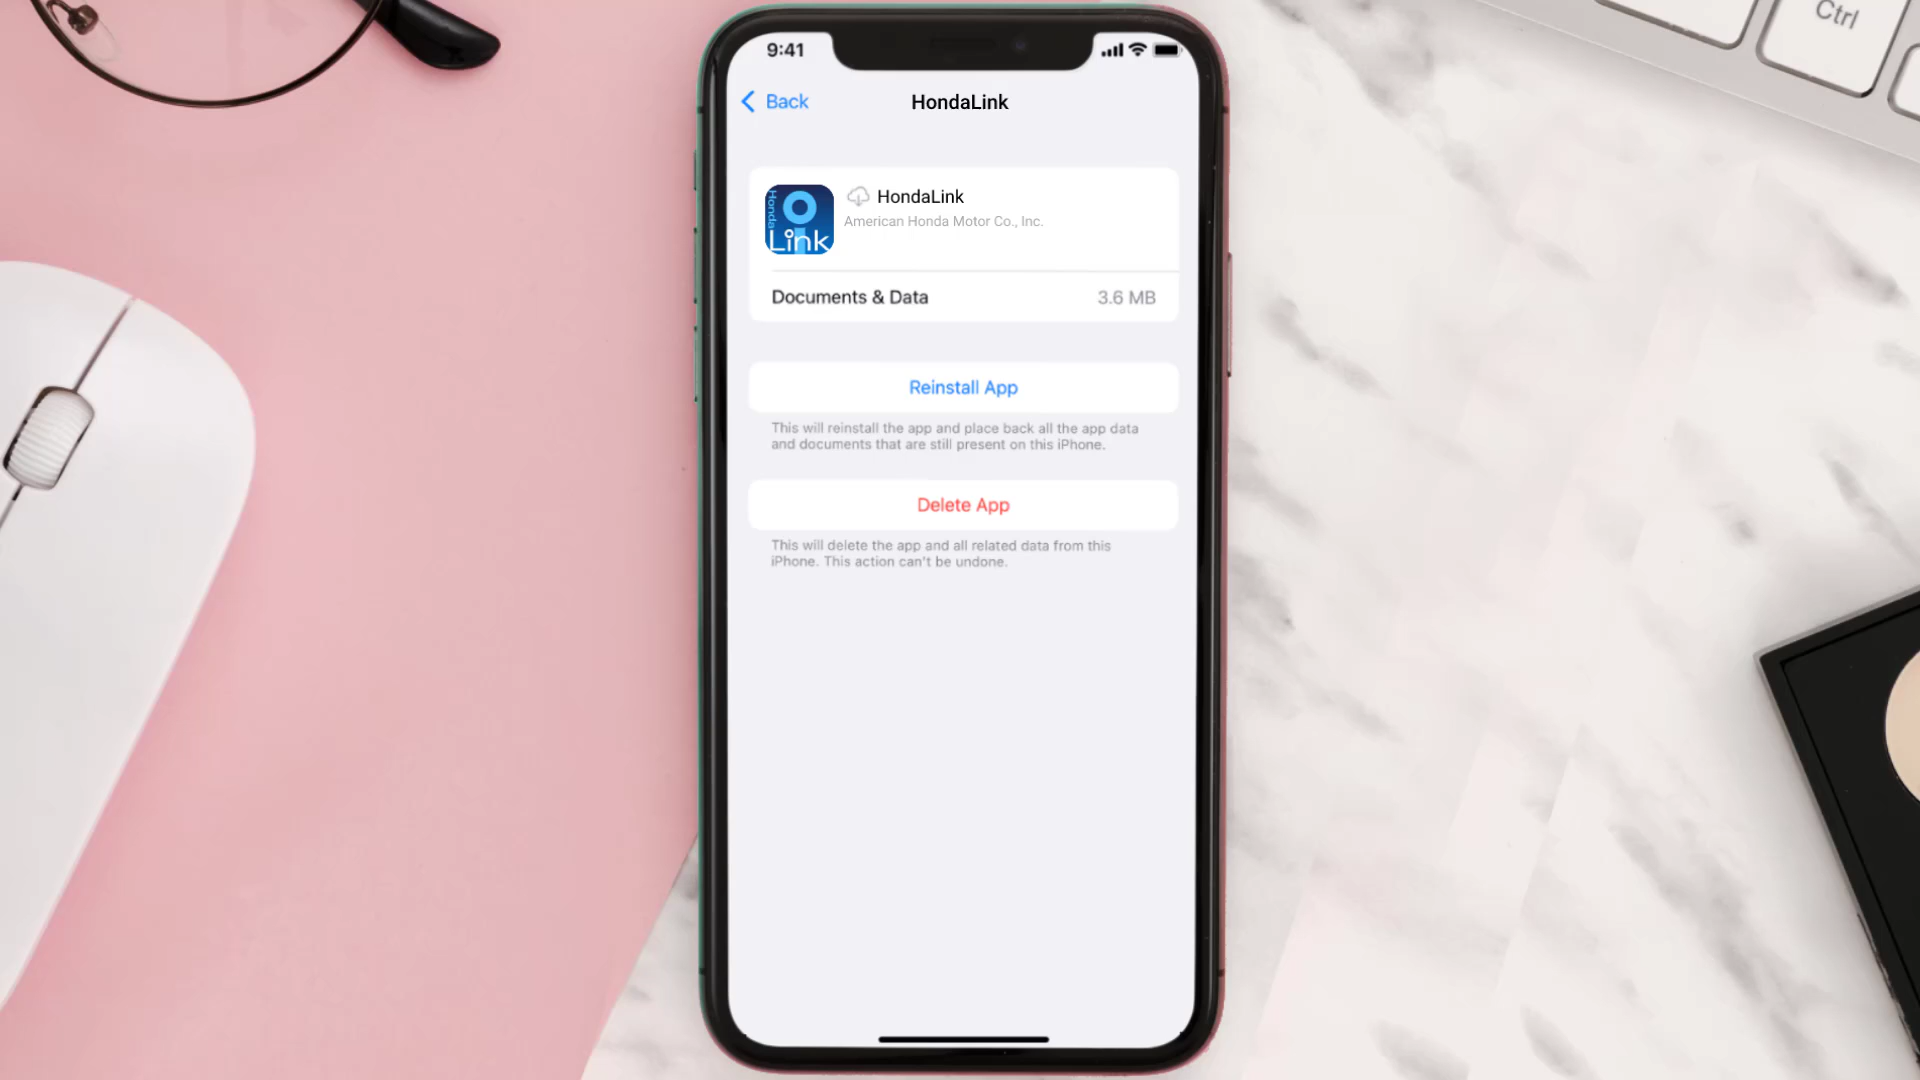 Ctrl
9:41
Back
HondaLink
Honda
Link
HondaLink
American Honda Motor Co., Inc.
Documents & Data
3.6 MB
Reinstall App
This will reinstall the app and place back all the app data
and documents that are still present on this iPhone.
Delete App
This will delete the app and all related data from this
iPhone. This action can't be undone.